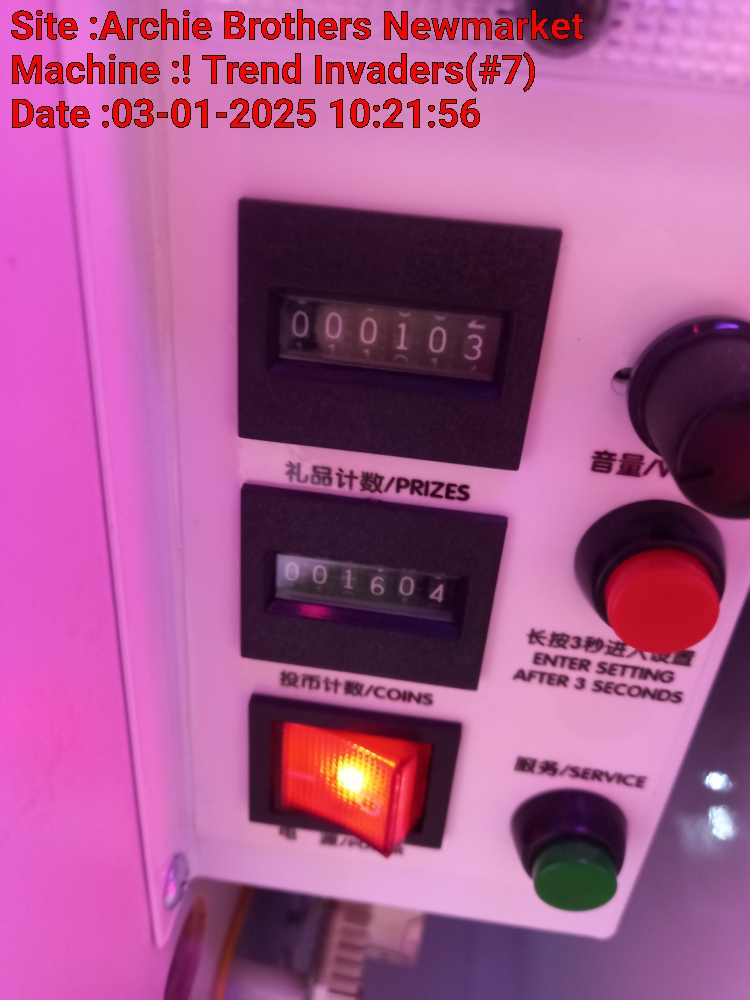 Site :Archie Brothers Newmarket
Machine :! Trend Invaders(#7)
Date :03-01-2025 10:21:56
000103
礼品计数/PRIZES
音量/V
001604
长按3秒进入设置
ENTER SETTING
AFTER 3 SECONDS
投币计数/COINS
服务/SERVICE
电 源/